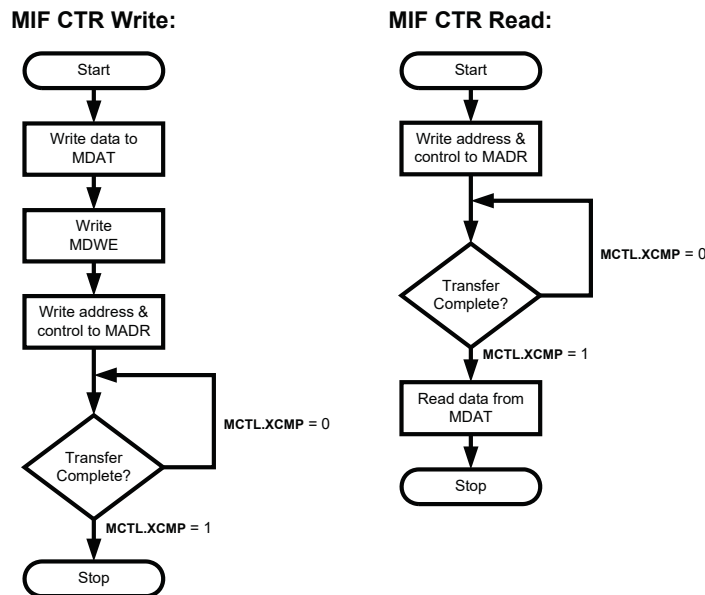 MIF CTR Write:
Start
Write data to
MDAT
Write
MDWE
Write address &
control to MADR
MCTL.XCMP = 0
Transfer
Complete?
MCTL.XCMP = 1
Stop
MIF CTR Read:
Start
Write address &
control to MADR
MCTL.XCMP = 0
Transfer
Complete?
MCTL.XCMP = 1
Read data from
MDAT
Stop